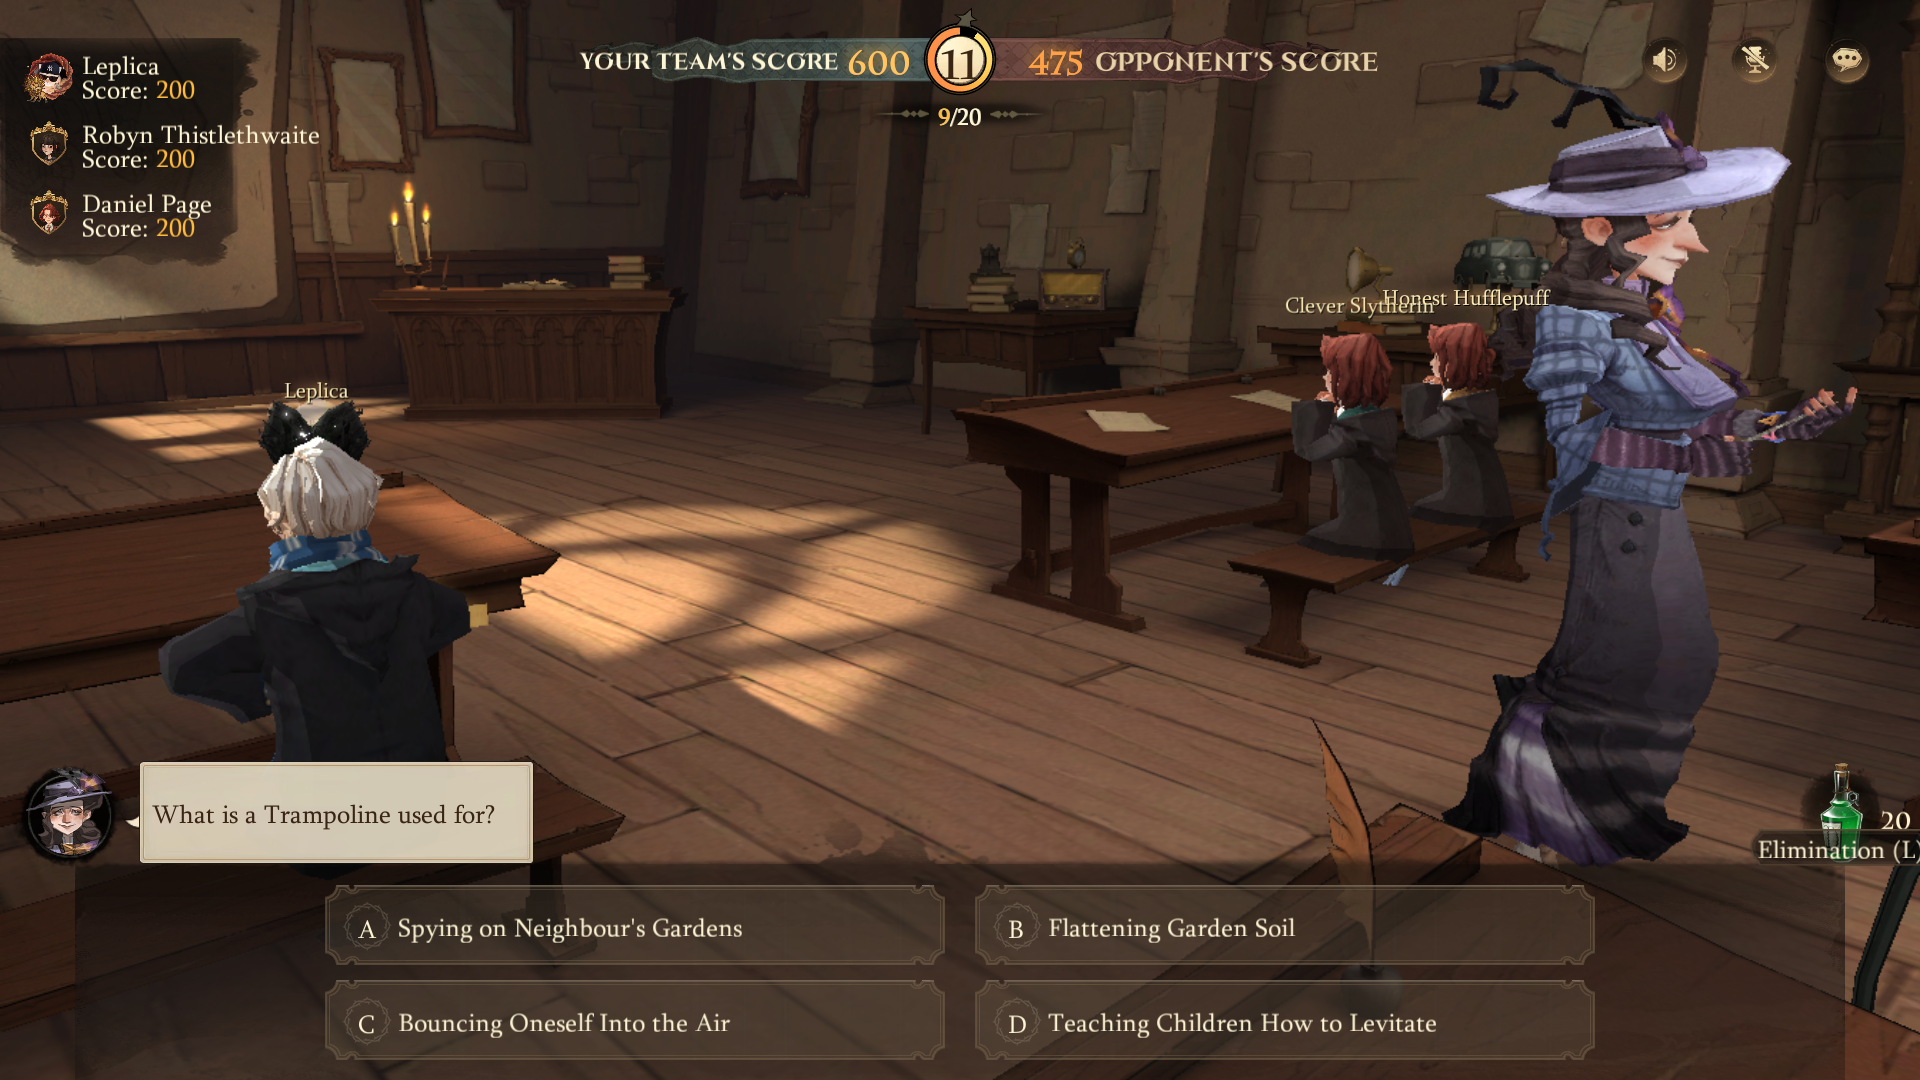 Leplica
Score: 200
Robyn Thistlethwaite
Score: 200
Daniel Page
Score: 200
YOUR TEAM'S SCORE 600 11 475 OPPONENT'S SCORE
9/20
Clever Slytherin
Honest Hufflepuff
Leplica
What is a Trampoline used for?
20
Elimination (L)
A Spying on Neighbour's Gardens
B Flattening Garden Soil
C Bouncing Oneself Into the Air
D Teaching Children How to Levitate